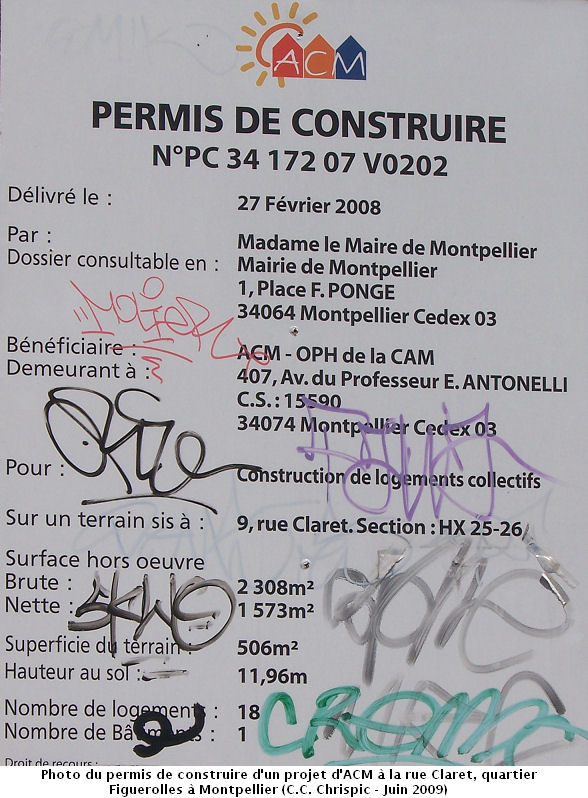 ACM
PERMIS DE CONSTRUIRE
N°PC 34 172 07 V0202
Délivré le : 27 Février 2008
Par : Madame le Maire de Montpellier
Dossier consultable en : Mairie de Montpellier
1, Place F. PONGE
34064 Montpellier Cedex 03
Bénéficiaire : ACM - OPH de la CAM
Demeurant à : 407, Av. du Professeur E. ANTONELLI
C.S. : 15590
34074 Montpellier Cedex 03
Pour : Construction de logements collectifs
Sur un terrain sis à : 9, rue Claret. Section : HX 25-26
Surface hors oeuvre
Brute : 2 308m²
Nette : 1 573m²
Superficie du terrain 506m²
Hauteur au sol : 11,96m
Nombre de logements : 18
Nombre de Bâtiments : 1
Droit de recours :
Photo du permis de construire d'un projet d'ACM à la rue Claret, quartier
Figuerolles à Montpellier (C.C. Chrispic - Juin 2009)